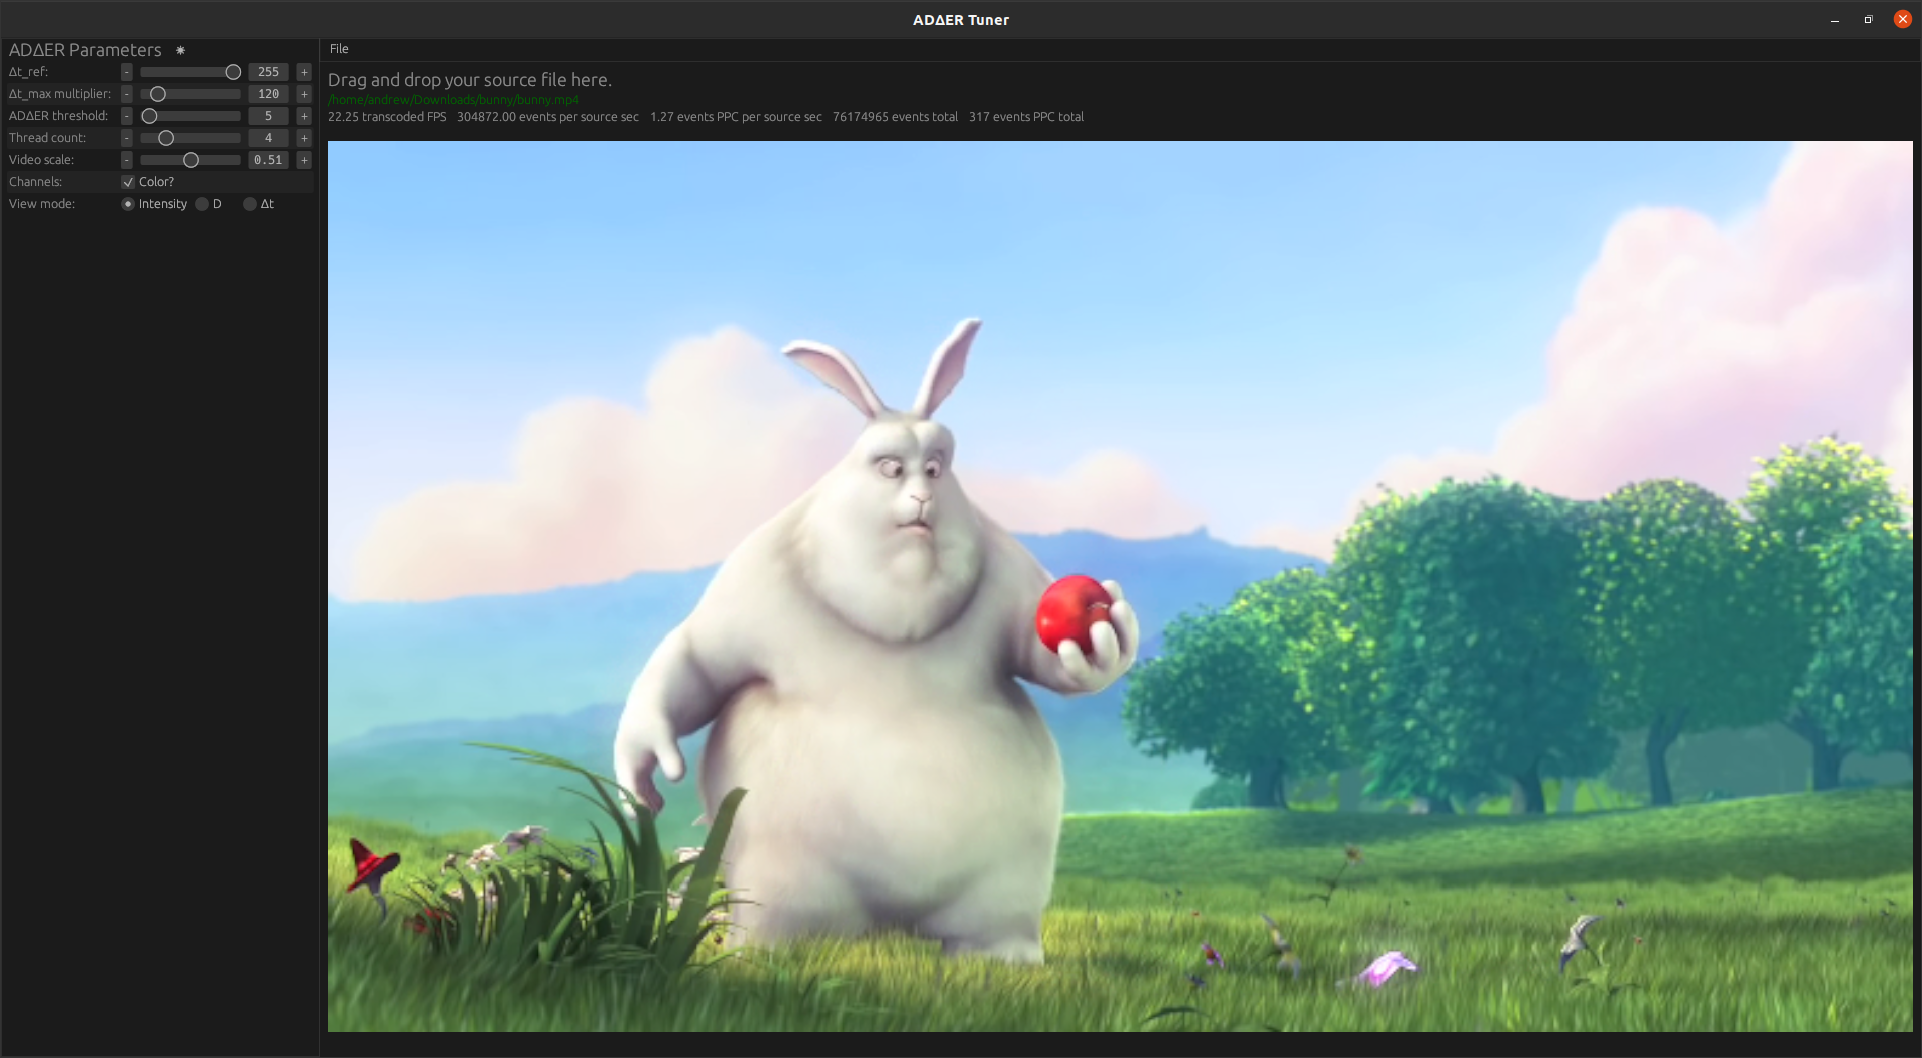 ADΔER Tuner
ADΔER Parameters
Δt_ref: - 255 +
Δt_max multiplier: - 120 +
ADΔER threshold: - 5 +
Thread count: - 4 +
Video scale: - 0.51 +
Channels: Color?
View mode: Intensity D Δt
File
Drag and drop your source file here.
/home/andrew/Downloads/bunny/bunny.mp4
22.25 transcoded FPS 304872.00 events per source sec 1.27 events PPC per source sec 76174965 events total 317 events PPC total